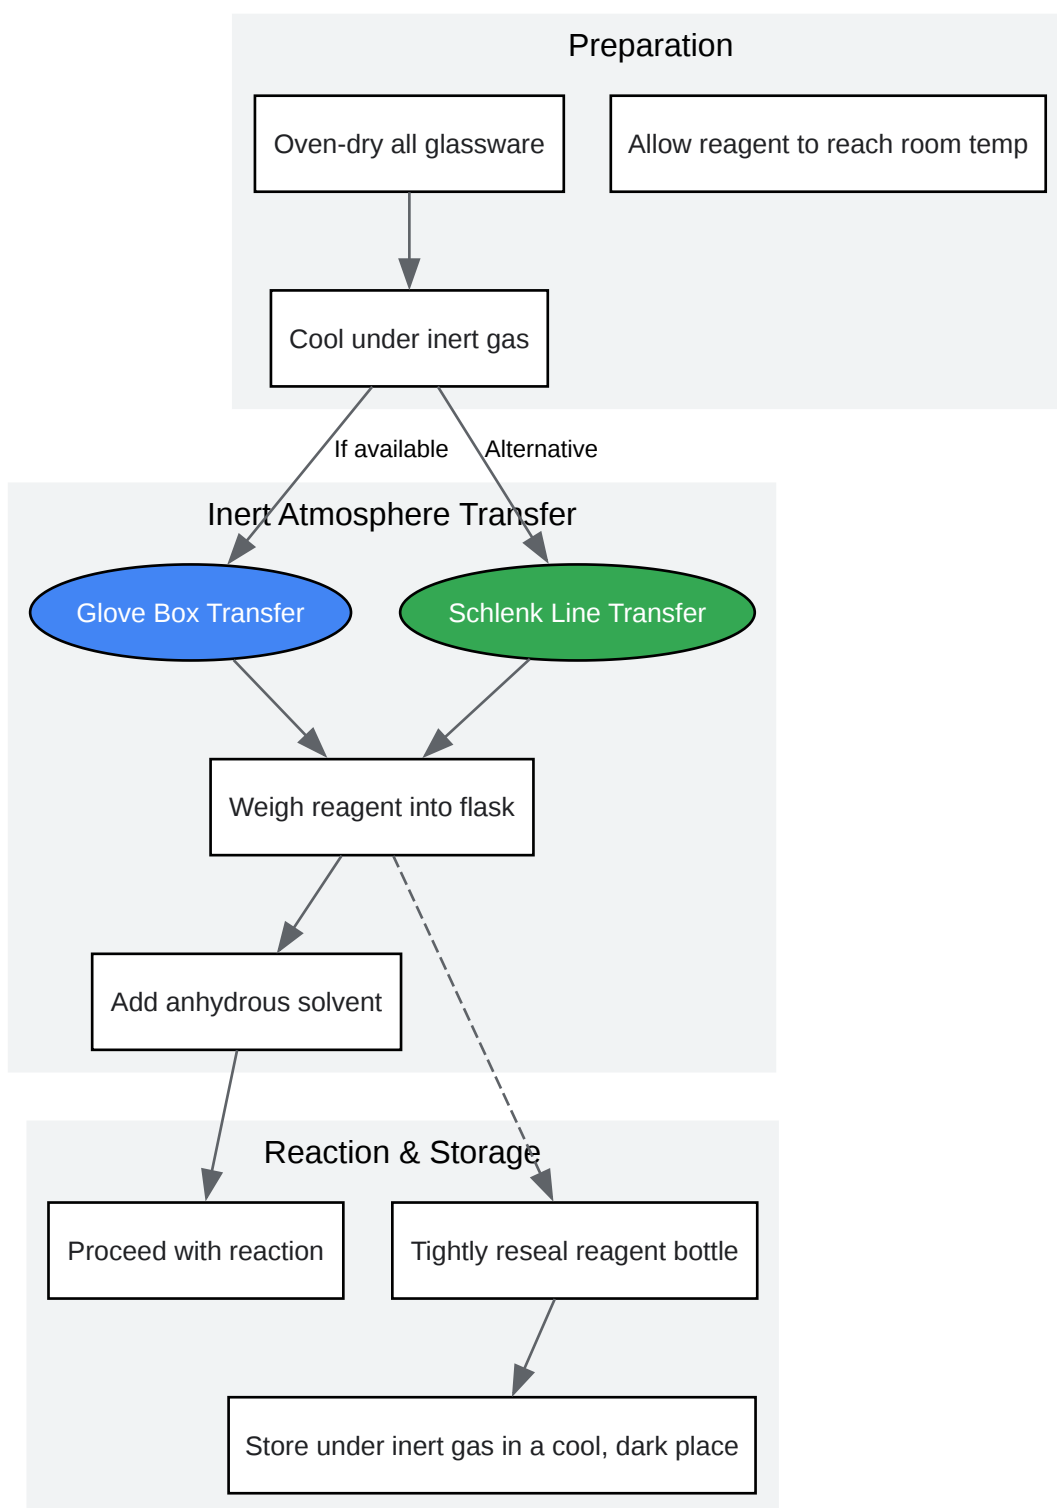 Preparation
Oven-dry all glassware
Allow reagent to reach room temp
Cool under inert gas
If available
Alternative
Inert Atmosphere Transfer
Glove Box Transfer
Schlenk Line Transfer
Weigh reagent into flask
Add anhydrous solvent
Reaction & Storage
Proceed with reaction
Tightly reseal reagent bottle
Store under inert gas in a cool, dark place